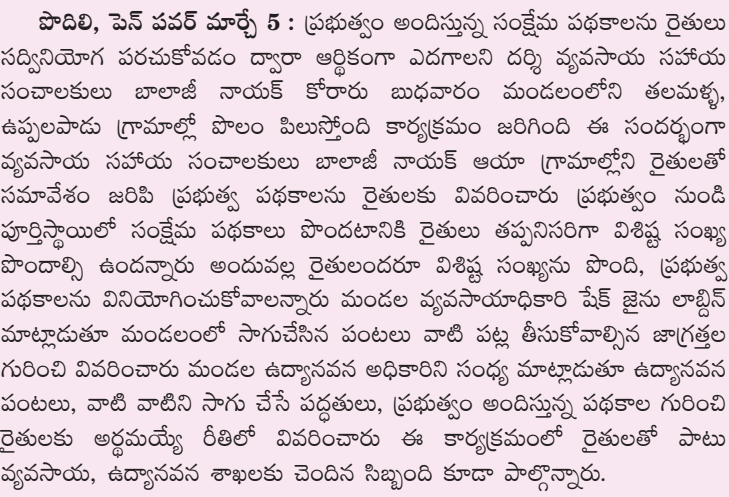 పొదిలి, పెన్ పవర్ మార్చే 5 : ప్రభుత్వం అందిస్తున్న సంక్షేమ పథకాలను రైతులు
సద్వినియోగ పరచుకోవడం ద్వారా ఆర్థికంగా ఎదగాలని దర్శి వ్యవసాయ సహాయ
సంచాలకులు బాలాజీ నాయక్ కోరారు బుధవారం మండలంలోని తలమళ్ళ,
ఉప్పలపాడు గ్రామాల్లో పొలం పిలుస్తోంది కార్యక్రమం జరిగింది ఈ సందర్భంగా
వ్యవసాయ సహాయ సంచాలకులు బాలాజీ నాయక్ ఆయా గ్రామాల్లోని రైతులతో
సమావేశం జరిపి ప్రభుత్వ పథకాలను రైతులకు వివరించారు ప్రభుత్వం నుండి
పూర్తిస్థాయిలో సంక్షేమ పథకాలు పొందటానికి రైతులు తప్పనిసరిగా విశిష్ట సంఖ్య
పొందాల్సి ఉందన్నారు అందువల్ల రైతులందరూ విశిష్ట సంఖ్యను పొంది, ప్రభుత్వ
పథకాలను వినియోగించుకోవాలన్నారు మండల వ్యవసాయాధికారి షేక్ జైను లాబ్దిన్
మాట్లాడుతూ మండలంలో సాగుచేసిన పంటలు వాటి పట్ల తీసుకోవాల్సిన జాగ్రత్తల
గురించి వివరించారు మండల ఉద్యానవన అధికారిని సంధ్య మాట్లాడుతూ ఉద్యానవన
పంటలు, వాటి వాటిని సాగు చేసే పద్ధతులు, ప్రభుత్వం అందిస్తున్న పథకాల గురించి
రైతులకు అర్థమయ్యే రీతిలో వివరించారు ఈ కార్యక్రమంలో రైతులతో పాటు
వ్యవసాయ, ఉద్యానవన శాఖలకు చెందిన సిబ్బంది కూడా పాల్గొన్నారు.